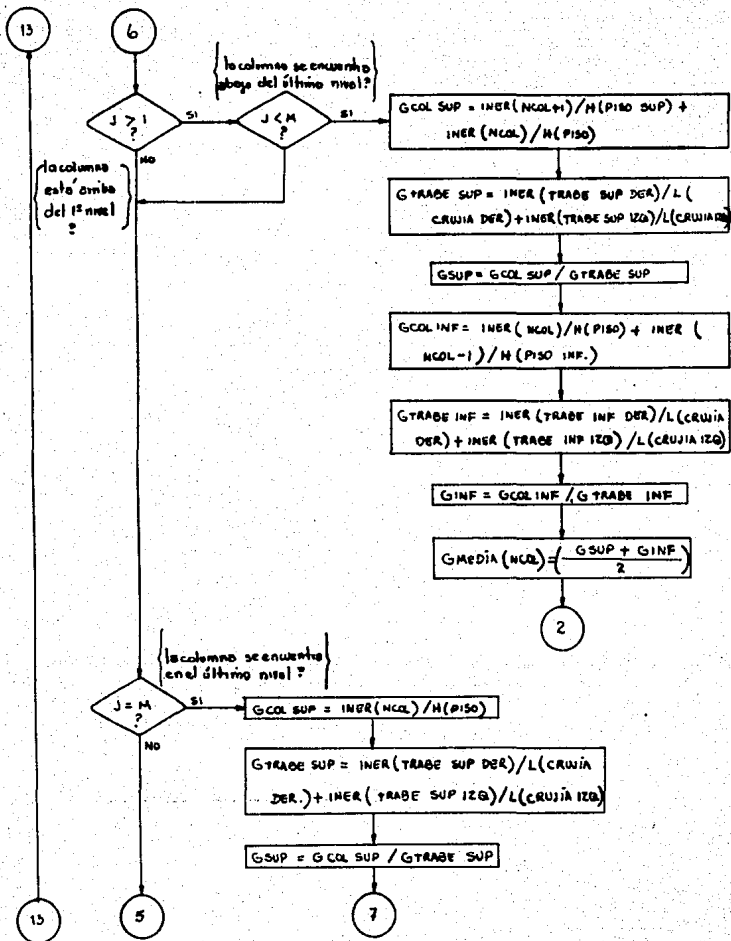 13
6
la columna se encuentra
abajo del último nivel?
J > 1
?
SI
J < M
?
SI
GCOL SUP = INER(NCOL+1)/H(PISO SUP) +
INER(NCOL)/H(PISO)
NO
la columna
está arriba
del 1º nivel
?
GTRABE SUP = INER(TRABE SUP DER)/L(
CRUJIA DER)+INER(TRABE SUP IZQ)/L(CRUJIA IZQ)
GSUP = GCOL SUP / GTRABE SUP
GCOL INF = INER(NCOL)/H(PISO) + INER (
NCOL-1)/H(PISO INF.)
GTRABE INF = INER(TRABE INF DER)/L(CRUJÍA
DER)+INER(TRABE INF IZQ)/L(CRUJIA IZQ)
GINF = GCOL INF / G TRABE INF
GMEDIA (NCOL) = (GSUP + GINF
2)
2
la columna se encuentra
en el último nivel ?
J = M
?
SI
GCOL SUP = INER(NCOL)/H(PISO)
NO
GTRABE SUP = INER(TRABE SUP DER)/L(CRUJÍA
DER.)+INER(TRABE SUP IZQ)/L(CRUJÍA IZQ)
GSUP = GCOL SUP / GTRABE SUP
13
5
7